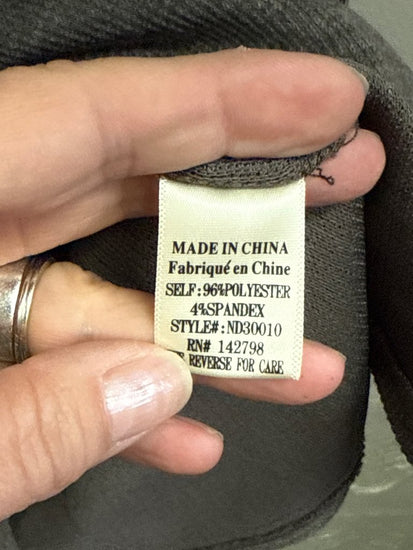 MADE IN CHINA
Fabriqué en Chine
SELF:96%POLYESTER
4%SPANDEX
STYLE#:ND30010
RN# 142798
REVERSE FOR CARE